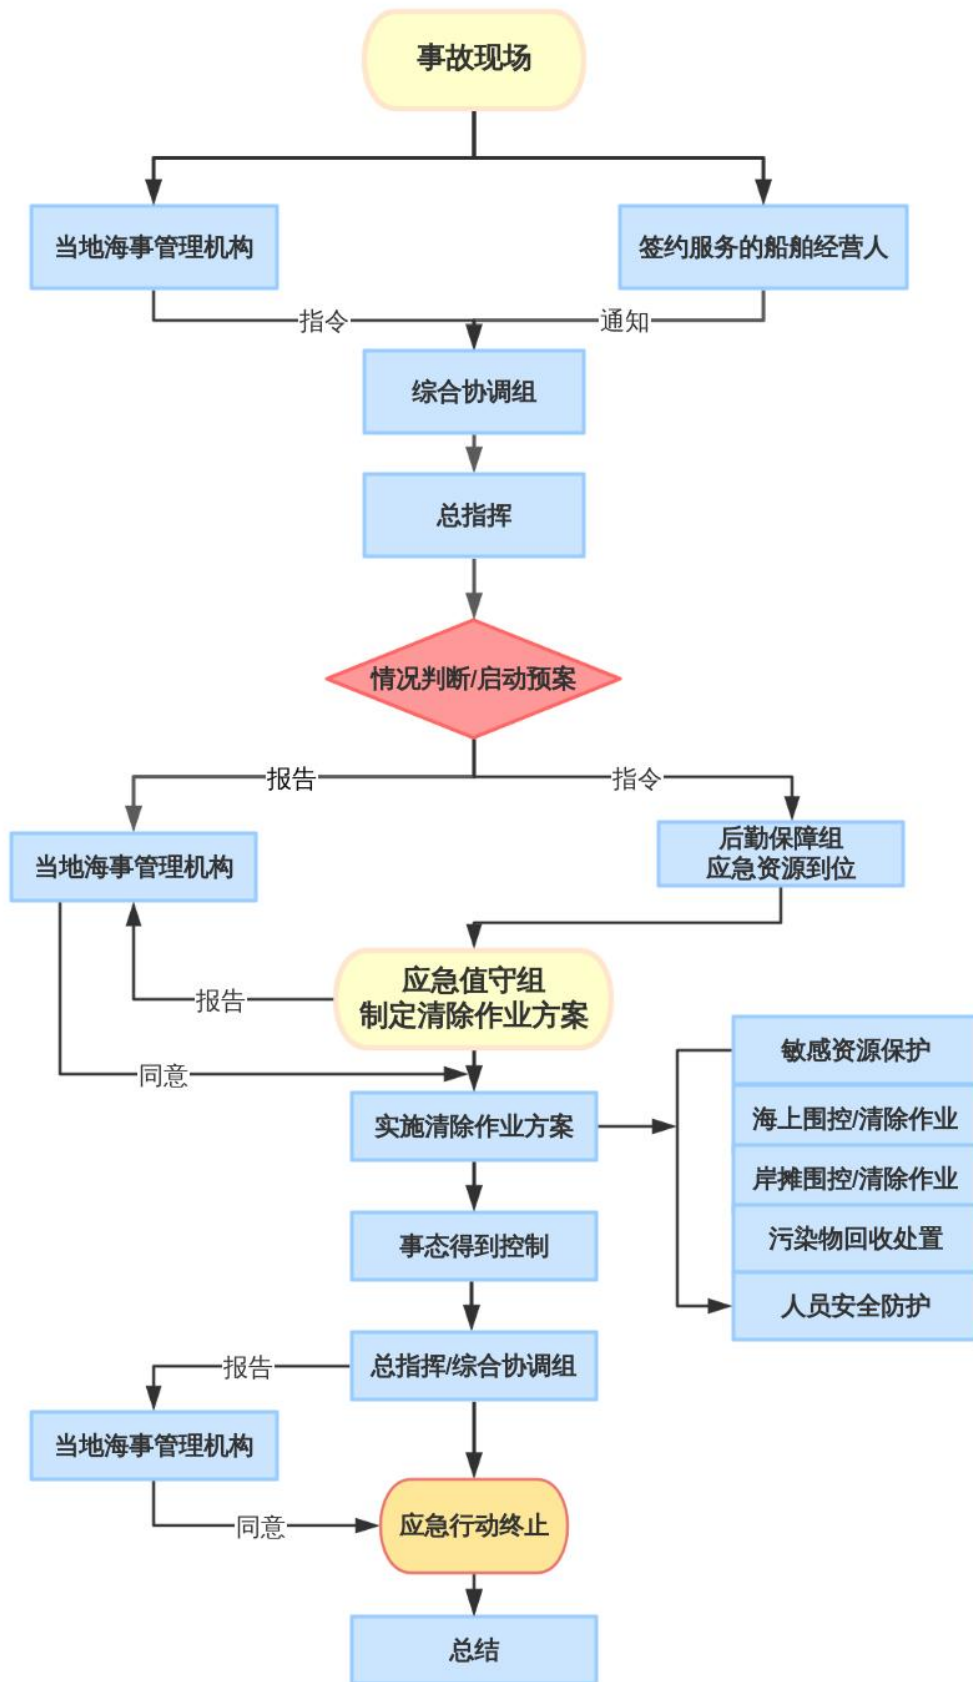 事故现场
当地海事管理机构
签约服务的船舶经营人
指令
通知
综合协调组
总指挥
情况判断/启动预案
报告
指令
当地海事管理机构
后勤保障组
应急资源到位
应急值守组
制定清除作业方案
报告
同意
实施清除作业方案
敏感资源保护
海上围控/清除作业
岸摊围控/清除作业
污染物回收处置
人员安全防护
事态得到控制
总指挥/综合协调组
报告
当地海事管理机构
同意
应急行动终止
总结